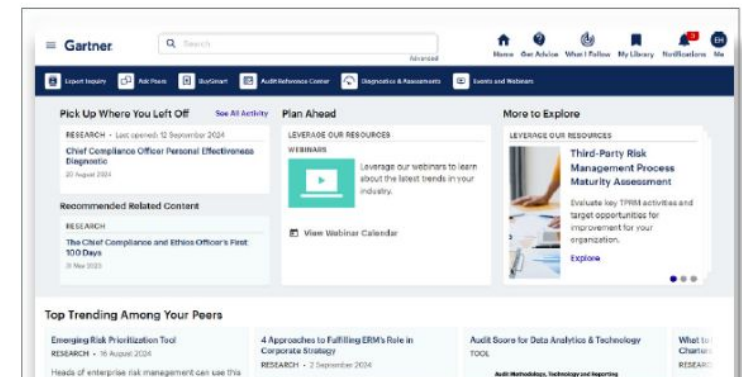 Gartner
Search
Advanced
Home Get Advice What I Follow My Library Notifications Me
3
EH
Expert Inquiry Ask Peers BuySmart Audit Reference Center Diagnostics & Assessments Events and Webinars
Pick Up Where You Left Off See All Activity
RESEARCH • Last opened: 12 September 2024
Chief Compliance Officer Personal Effectiveness
Diagnostic
20 August 2024
Recommended Related Content
RESEARCH
The Chief Compliance and Ethics Officer's First
100 Days
Plan Ahead
LEVERAGE OUR RESOURCES
WEBINARS
Leverage our webinars to learn
about the latest trends in your
industry.
View Webinar Calendar
More to Explore
LEVERAGE OUR RESOURCES
Third-Party Risk
Management Process
Maturity Assessment
Evaluate key TPRM activities and
target opportunities for
improvement for your
organization.
Explore
Top Trending Among Your Peers
Emerging Risk Prioritization Tool
RESEARCH • 16 August 2024
Heads of enterprise risk management can use this
4 Approaches to Fulfilling ERM's Role in
Corporate Strategy
RESEARCH • 2 September 2024
Audit Score for Data Analytics & Technology
TOOL
Audit Methodology, Technology and Reporting
What to
Charters
RESEARC